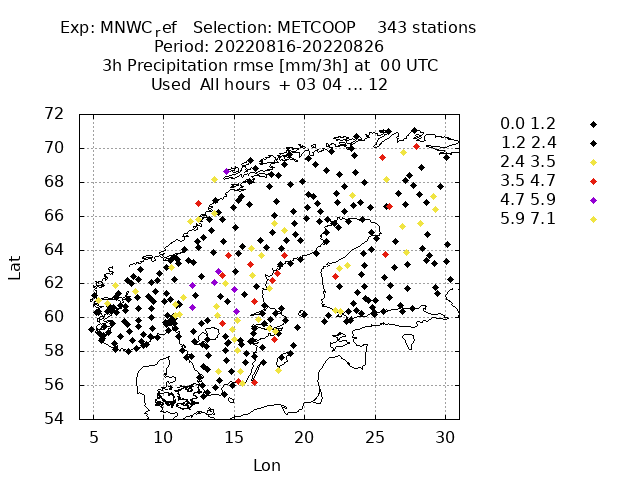 Exp: MNWC_ref Selection: METCOOP 343 stations
Period: 20220816-20220826
3h Precipitation rmse [mm/3h] at 00 UTC
Used All hours + 03 04 ... 12
72
70
68
66
64
62
60
58
56
54
Lat
5 10 15 20 25 30
Lon
0.0 1.2
1.2 2.4
2.4 3.5
3.5 4.7
4.7 5.9
5.9 7.1